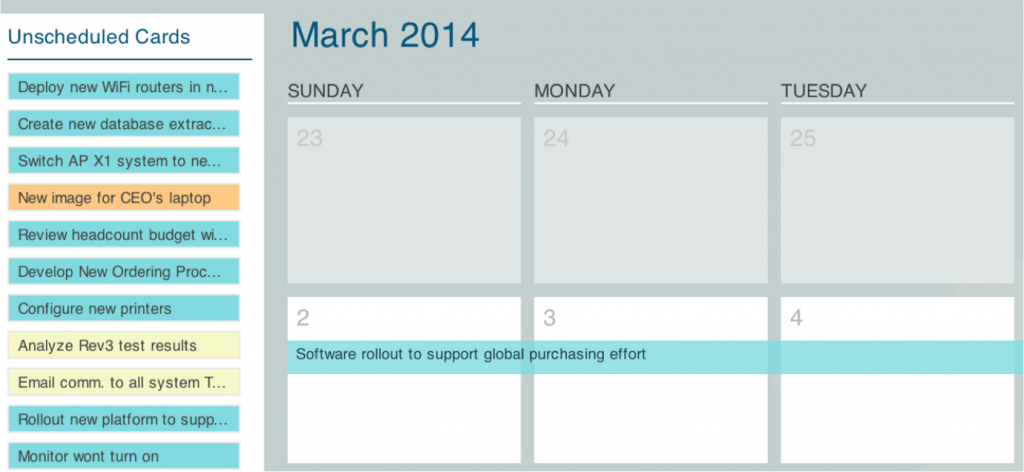 Unscheduled Cards
Deploy new WiFi routers in n...
Create new database extrac...
Switch AP X1 system to ne...
New image for CEO's laptop
Review headcount budget wi...
Develop New Ordering Proc...
Configure new printers
Analyze Rev3 test results
Email comm. to all system T...
Rollout new platform to supp...
Monitor wont turn on
March 2014
SUNDAY MONDAY TUESDAY
23 24 25
2 3 4
Software rollout to support global purchasing effort